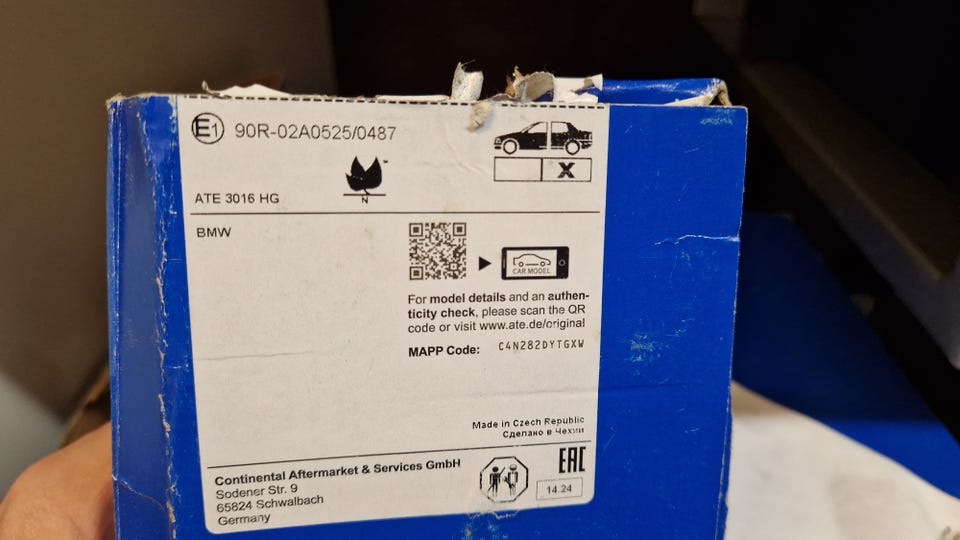 E1 90R-02A0525/0487
X
N
ATE 3016 HG
BMW
CAR MODEL
For model details and an authen-
ticity check, please scan the QR
code or visit www.ate.de/original
MAPP Code: C4N282DYTGXW
Made in Czech Republic
Сделано в Чехии
Continental Aftermarket & Services GmbH
Sodener Str. 9
65824 Schwalbach
Germany
EAC
14.24